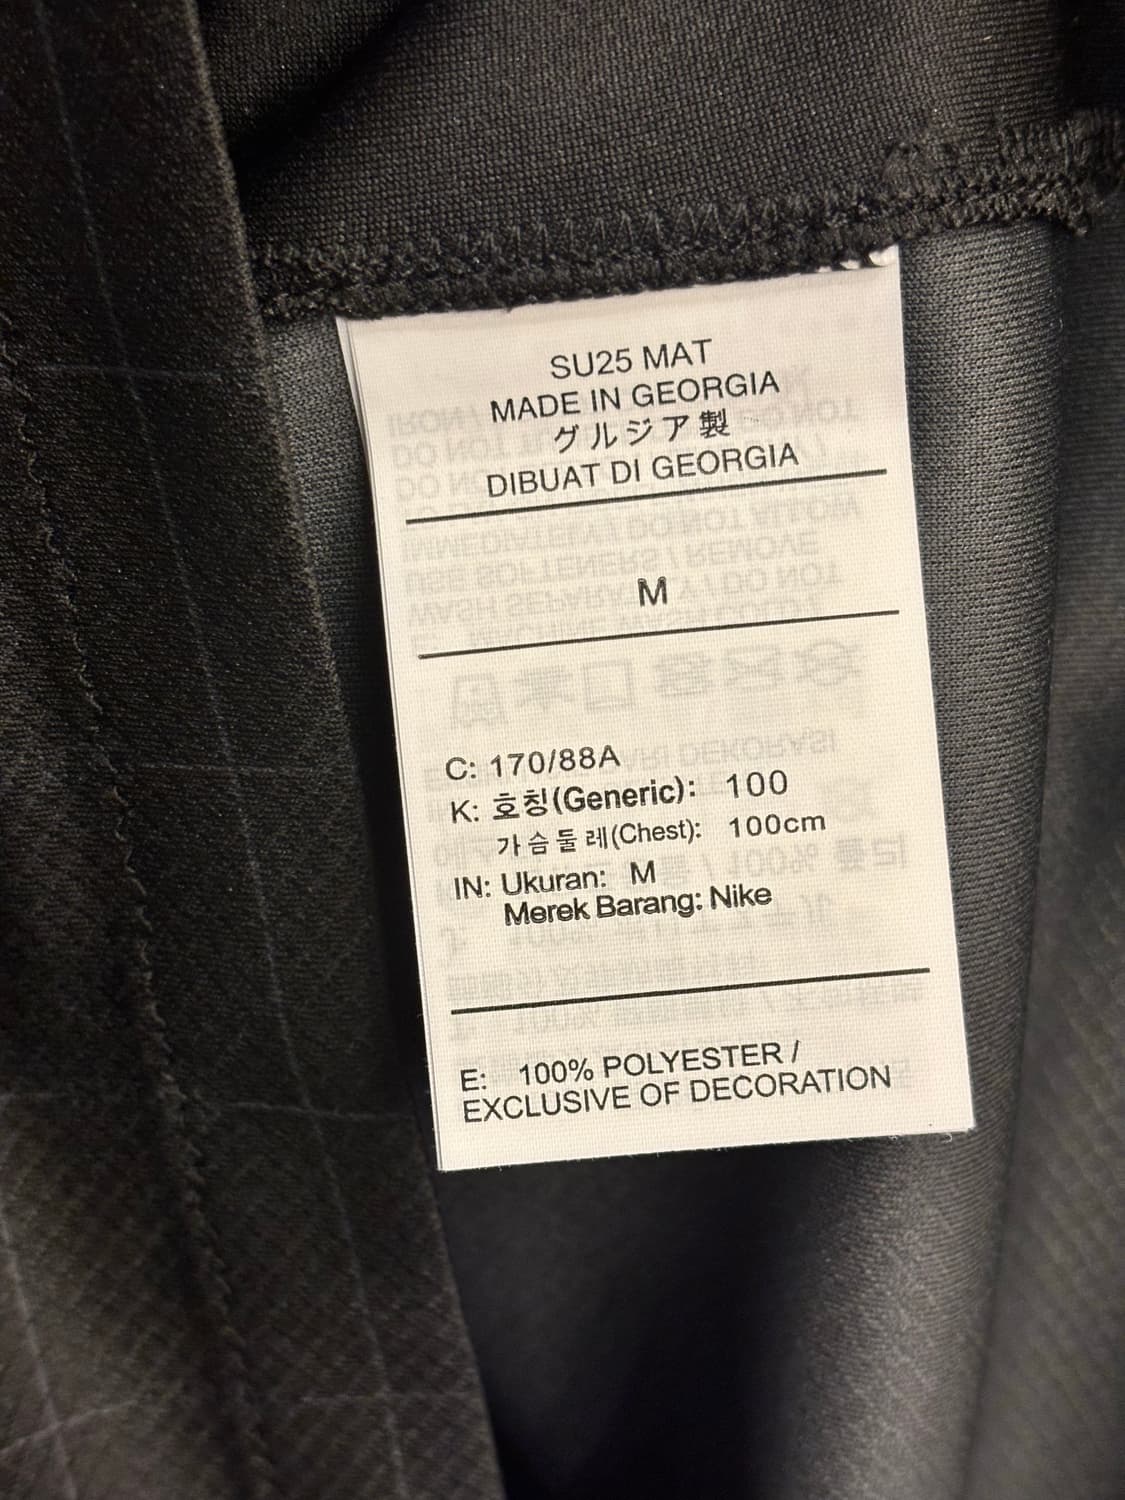 SU25 MAT
MADE IN GEORGIA
グルジア製
DIBUAT DI GEORGIA
M
C: 170/88A
K: 호칭(Generic): 100
가슴둘레(Chest): 100cm
IN: Ukuran: M
Merek Barang: Nike
E: 100% POLYESTER /
EXCLUSIVE OF DECORATION